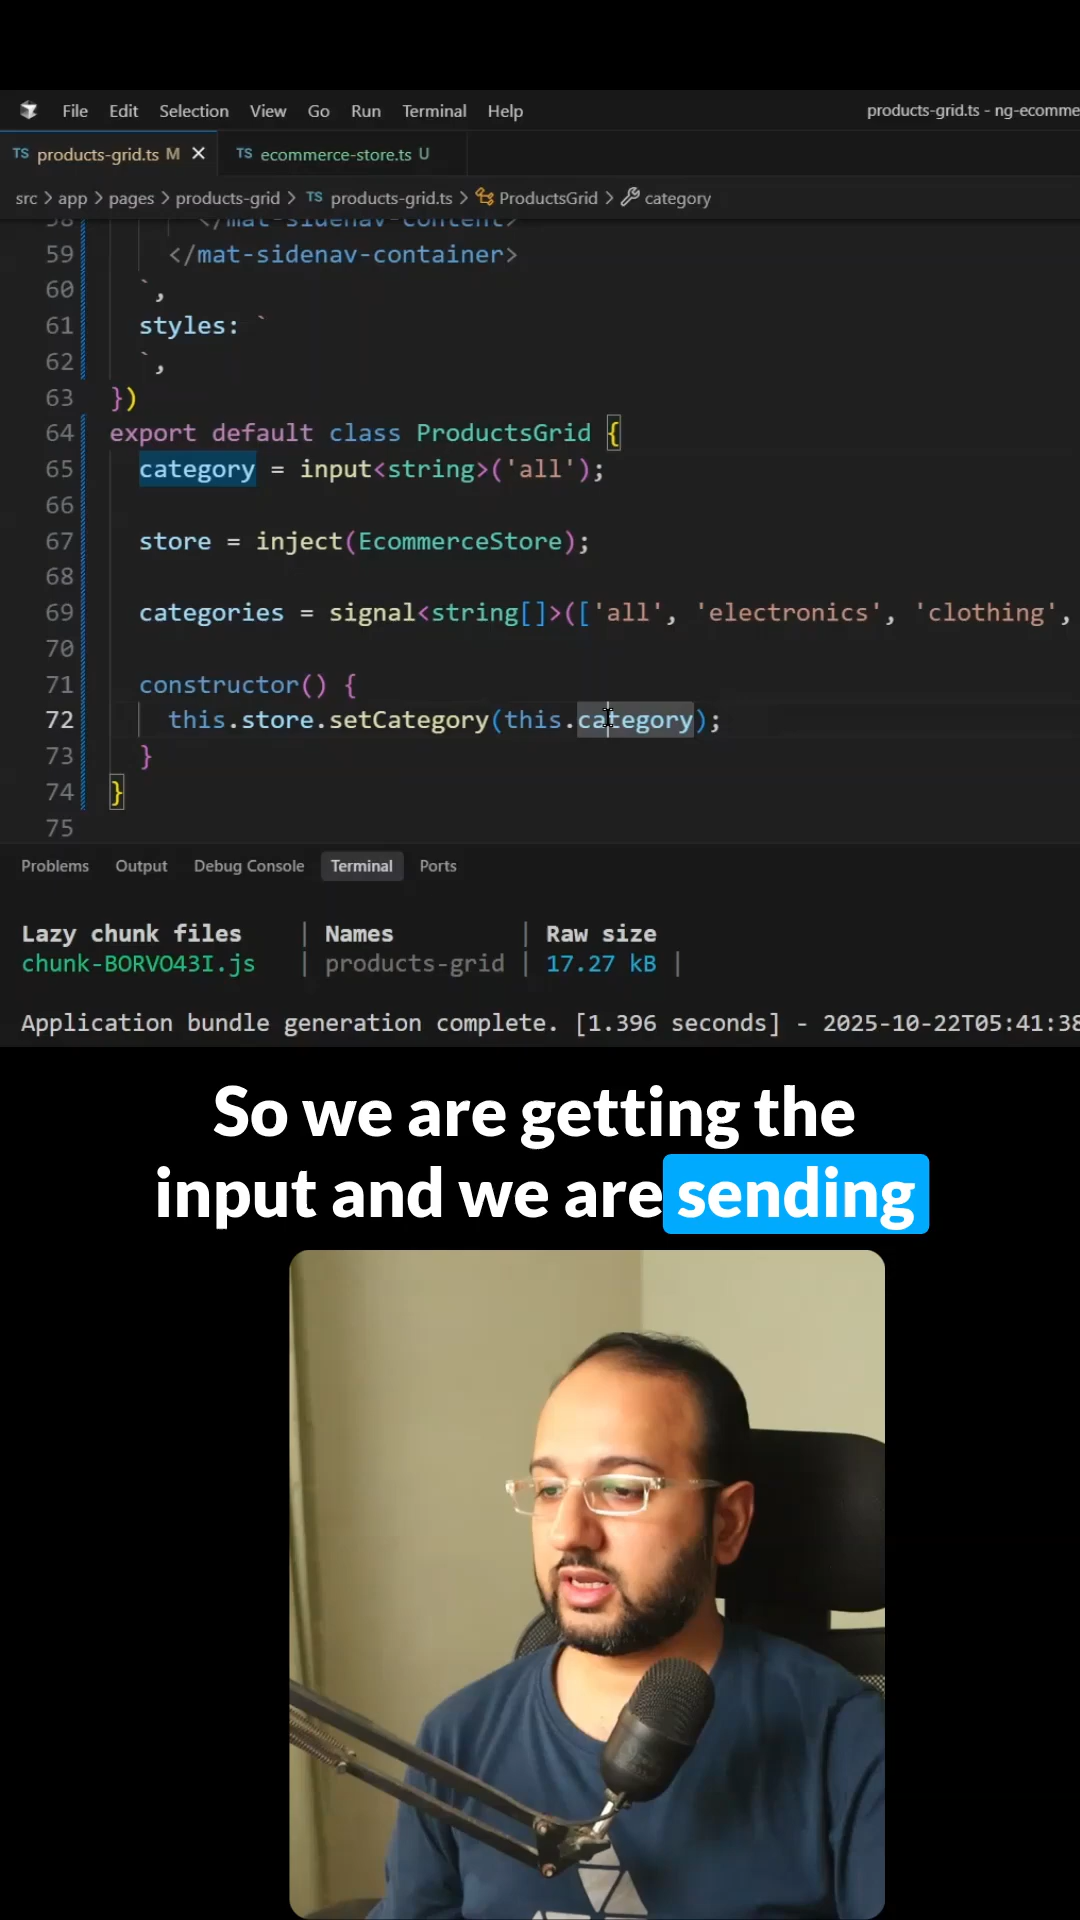 File Edit Selection View Go Run Terminal Help products-grid.ts - ng-ecomme
TS products-grid.ts M × TS ecommerce-store.ts U
src > app > pages > products-grid > TS products-grid.ts > ProductsGrid > category
58 </mat-sidenav-content>
59 </mat-sidenav-container>
60 `,
61 styles: `
62 `,
63 })
64 export default class ProductsGrid {
65 category = input<string>('all');
66
67 store = inject(EcommerceStore);
68
69 categories = signal<string[]>(['all', 'electronics', 'clothing',
70
71 constructor() {
72 this.store.setCategory(this.category);
73 }
74 }
75
Problems Output Debug Console Terminal Ports
Lazy chunk files | Names | Raw size
chunk-BORVO43I.js | products-grid | 17.27 kB |
Application bundle generation complete. [1.396 seconds] - 2025-10-22T05:41:38
So we are getting the
input and we are sending